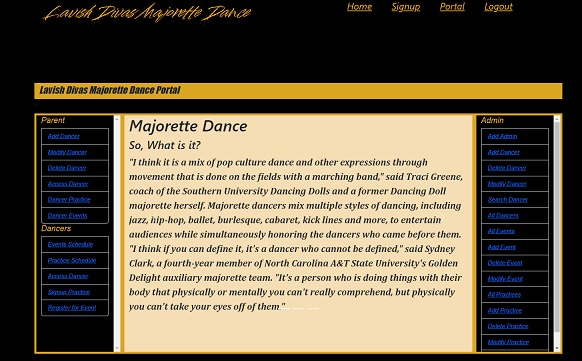 Lavish Divas Majorette Dance
Home Signup Portal Logout
Lavish Divas Majorette Dance Portal
Parent
Add Dancer
Modify Dancer
Delete Dancer
Access Dancer
Dancer Practice
Dancer Events
Dancers
Events Schedule
Practice Schedule
Access Dancer
Signup Practice
Register for Event
Majorette Dance
So, What is it?
"I think it is a mix of pop culture dance and other expressions through
movement that is done on the fields with a marching band," said Traci Greene,
coach of the Southern University Dancing Dolls and a former Dancing Doll
majorette herself. Majorette dancers mix multiple styles of dancing, including
jazz, hip-hop, ballet, burlesque, cabaret, kick lines and more, to entertain
audiences while simultaneously honoring the dancers who came before them.
"I think if you can define it, it's a dancer who cannot be defined," said Sydney
Clark, a fourth-year member of North Carolina A&T State University's Golden
Delight auxiliary majorette team. "It's a person who is doing things with their
body that physically or mentally you can't really comprehend, but physically
you can't take your eyes off of them."
Admin
Add Admin
Add Dancer
Delete Dancer
Modify Dancer
Search Dancer
All Dancers
All Events
Add Event
Delete Event
Modify Event
All Practices
Add Practice
Delete Practice
Modify Practice